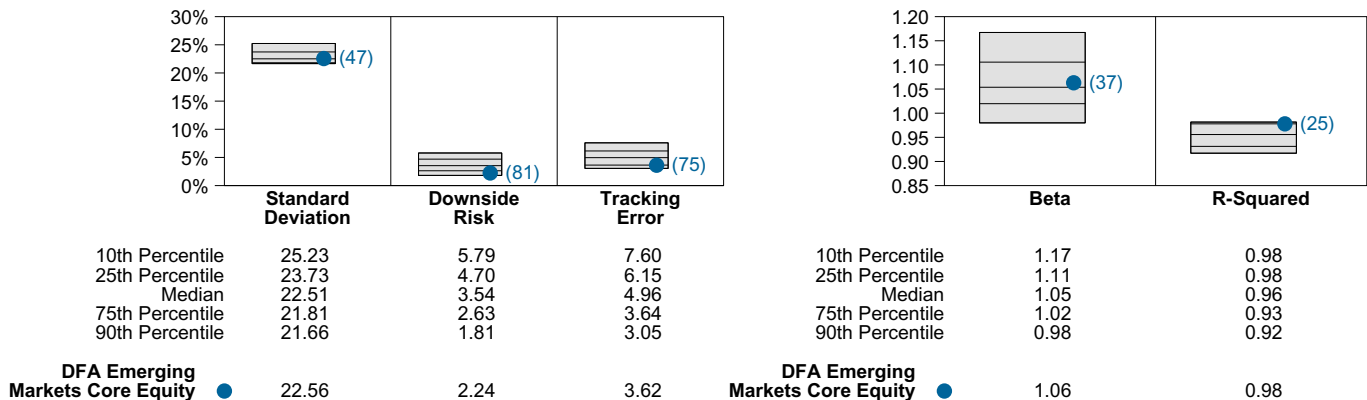 30%
25%
20%
15%
10%
5%
0%
(47)
(81)
(75)
Standard Downside Tracking
Deviation Risk Error
10th Percentile 25.23 5.79 7.60
25th Percentile 23.73 4.70 6.15
Median 22.51 3.54 4.96
75th Percentile 21.81 2.63 3.64
90th Percentile 21.66 1.81 3.05
DFA Emerging
Markets Core Equity 22.56 2.24 3.62
1.20
1.15
1.10
1.05
1.00
0.95
0.90
0.85
(37)
(25)
Beta R-Squared
10th Percentile 1.17 0.98
25th Percentile 1.11 0.98
Median 1.05 0.96
75th Percentile 1.02 0.93
90th Percentile 0.98 0.92
DFA Emerging
Markets Core Equity 1.06 0.98